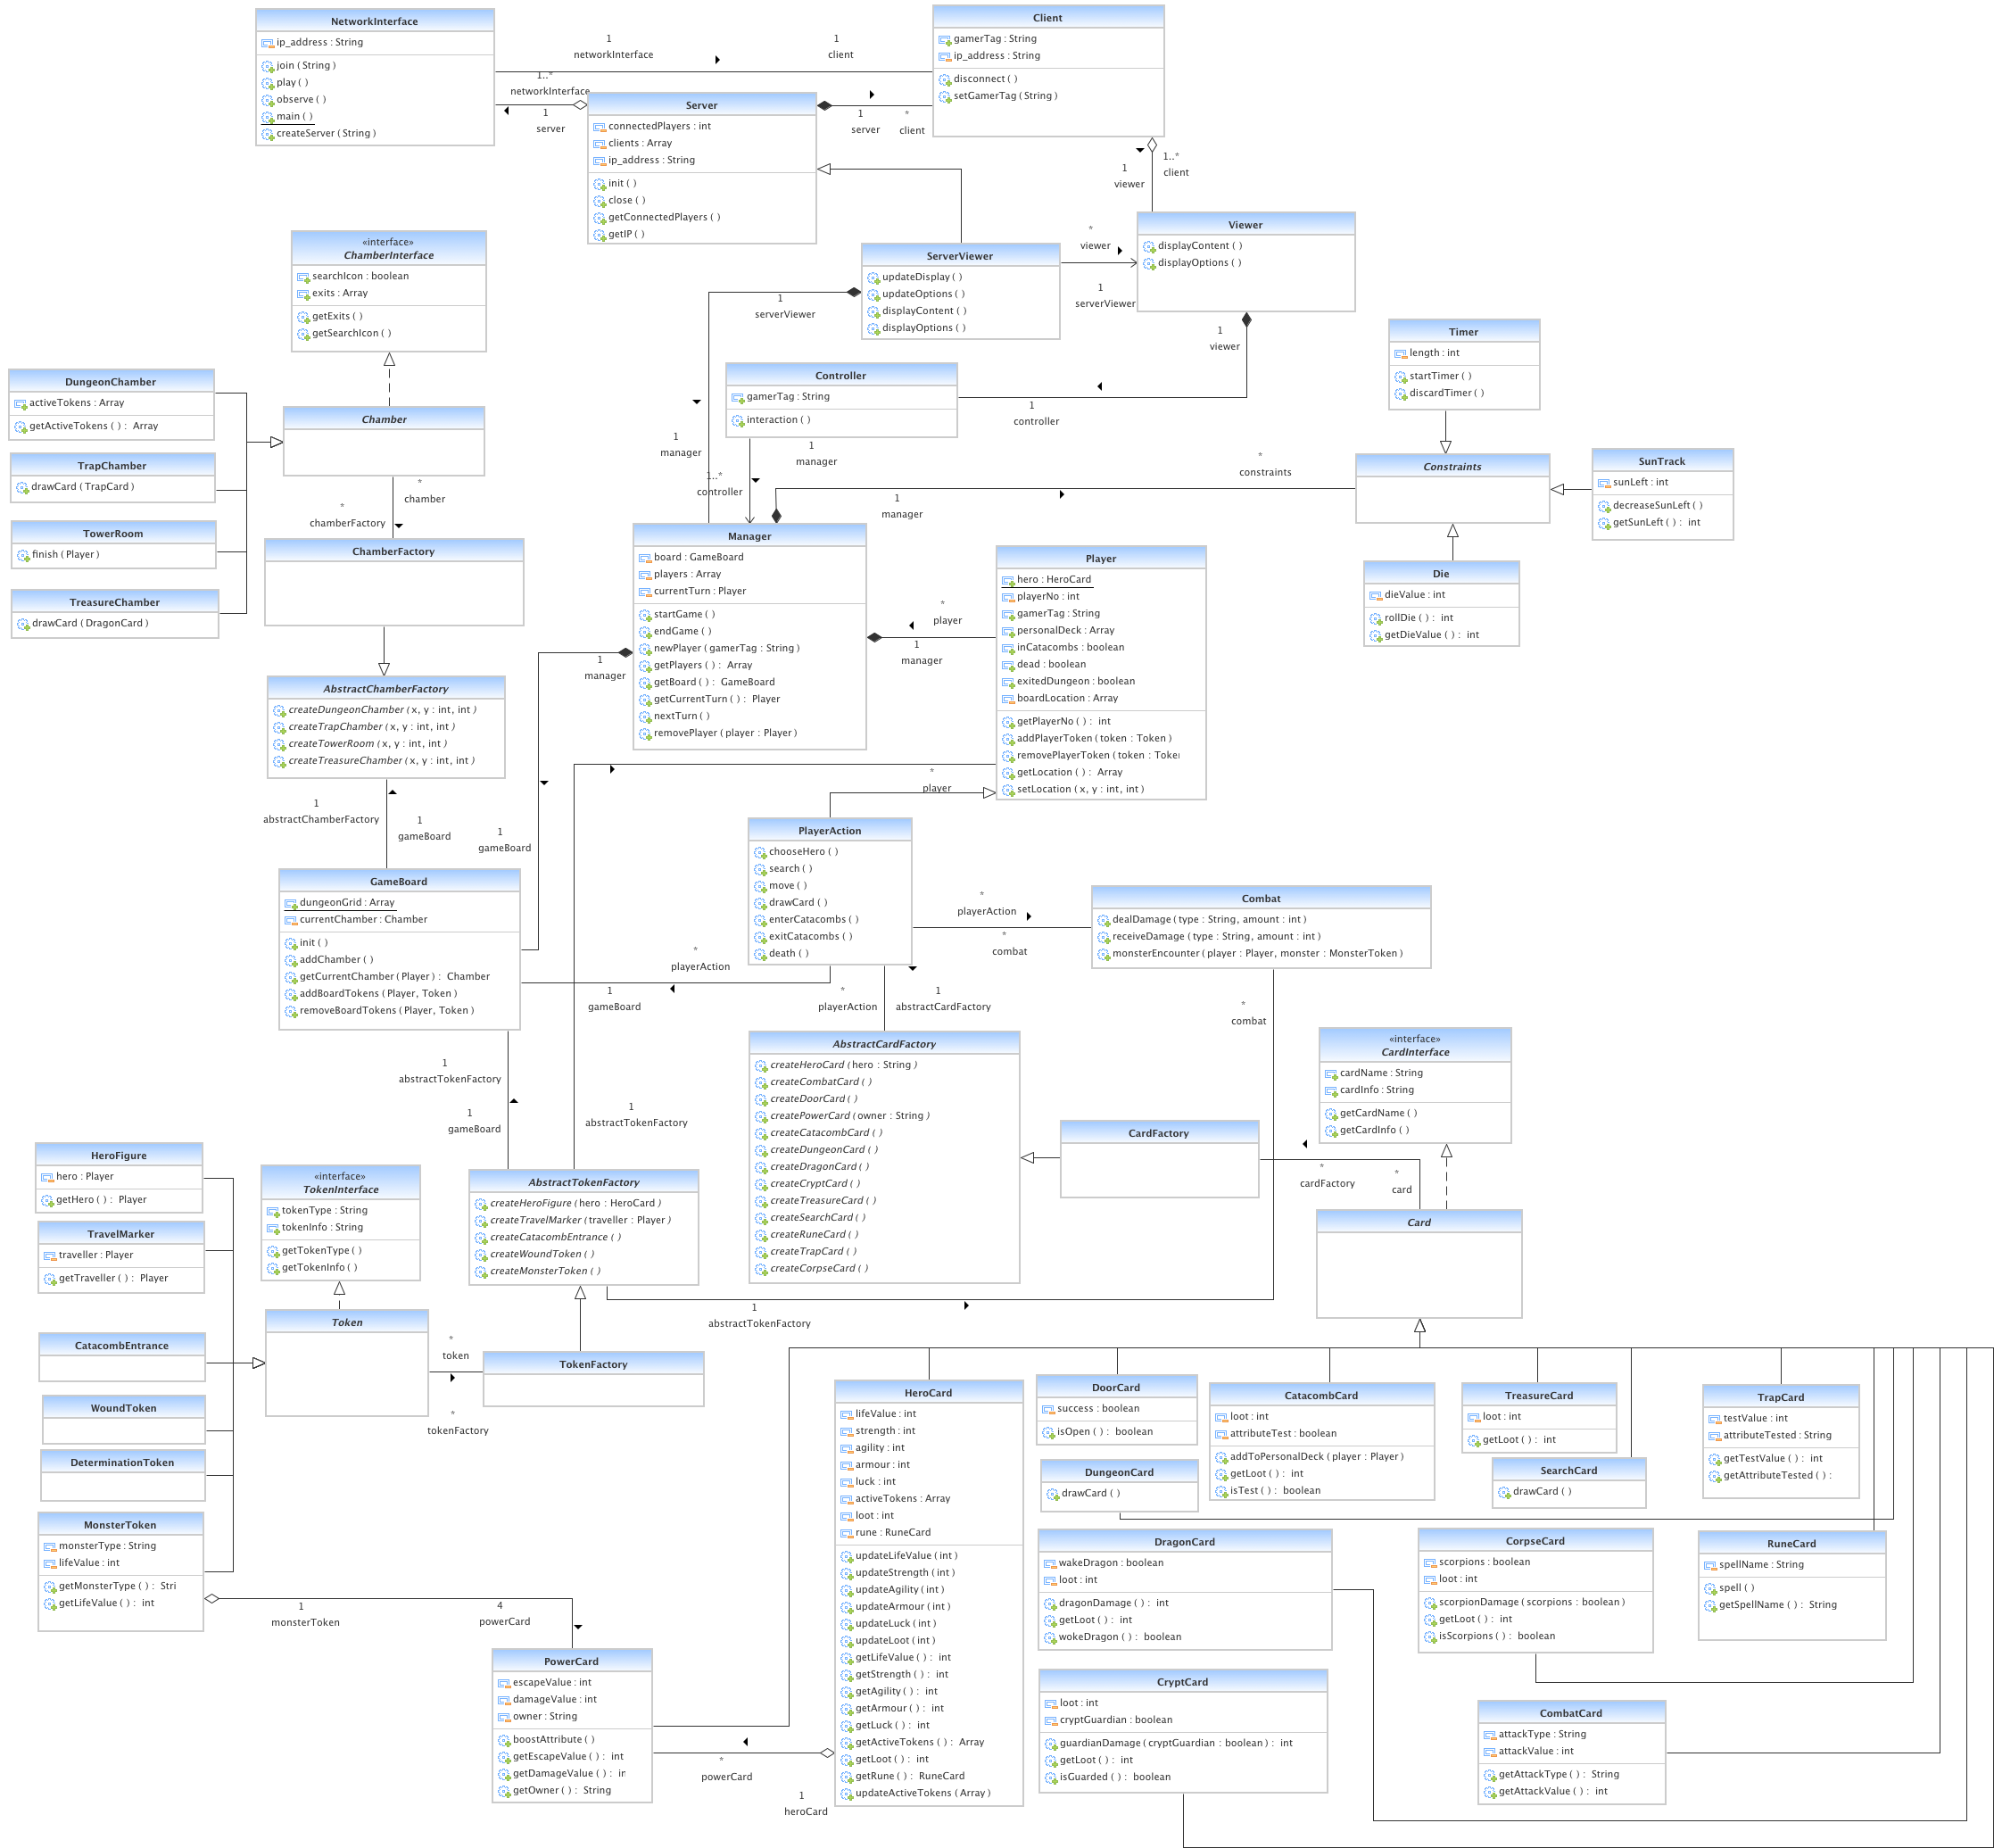 NetworkInterface
ip_address : String
join ( String )
play ( )
observe ( )
main ( )
createServer ( String )
1
networkInterface
1
client
1..*
networkInterface
1
server
Client
gamerTag : String
ip_address : String
disconnect ( )
setGamerTag ( String )
Server
connectedPlayers : int
clients : Array
ip_address : String
init ( )
close ( )
getConnectedPlayers ( )
getIP ( )
1
server
*
client
1..*
client
1
viewer
Viewer
displayContent ( )
displayOptions ( )
ServerViewer
updateDisplay ( )
updateOptions ( )
displayContent ( )
displayOptions ( )
*
viewer
1
serverViewer
1
serverViewer
1
viewer
«interface»
ChamberInterface
searchIcon : boolean
exits : Array
getExits ( )
getSearchIcon ( )
Controller
gamerTag : String
interaction ( )
1
controller
1
manager
1
manager
1..*
controller
Timer
length : int
startTimer ( )
discardTimer ( )
DungeonChamber
activeTokens : Array
getActiveTokens ( ) : Array
TrapChamber
drawCard ( TrapCard )
TowerRoom
finish ( Player )
TreasureChamber
drawCard ( DragonCard )
Chamber
*
chamber
*
chamberFactory
ChamberFactory
*
constraints
1
manager
Constraints
SunTrack
sunLeft : int
decreaseSunLeft ( )
getSunLeft ( ) : int
Die
dieValue : int
rollDie ( ) : int
getDieValue ( ) : int
Manager
board : GameBoard
players : Array
currentTurn : Player
startGame ( )
endGame ( )
newPlayer ( gamerTag : String )
getPlayers ( ) : Array
getBoard ( ) : GameBoard
getCurrentTurn ( ) : Player
nextTurn ( )
removePlayer ( player : Player )
*
player
1
manager
1
manager
Player
hero : HeroCard
playerNo : int
gamerTag : String
personalDeck : Array
inCatacombs : boolean
dead : boolean
exitedDungeon : boolean
boardLocation : Array
getPlayerNo ( ) : int
addPlayerToken ( token : Token )
removePlayerToken ( token : Toke
getLocation ( ) : Array
setLocation ( x, y : int, int )
AbstractChamberFactory
createDungeonChamber ( x, y : int, int )
createTrapChamber ( x, y : int, int )
createTowerRoom ( x, y : int, int )
createTreasureChamber ( x, y : int, int )
1
abstractChamberFactory
1
gameBoard
1
gameBoard
*
player
PlayerAction
chooseHero ( )
search ( )
move ( )
drawCard ( )
enterCatacombs ( )
exitCatacombs ( )
death ( )
GameBoard
dungeonGrid : Array
currentChamber : Chamber
init ( )
addChamber ( )
getCurrentChamber ( Player ) : Chamber
addBoardTokens ( Player, Token )
removeBoardTokens ( Player, Token )
*
playerAction
*
combat
Combat
dealDamage ( type : String, amount : int )
receiveDamage ( type : String, amount : int )
monsterEncounter ( player : Player, monster : MonsterToken )
*
playerAction
1
gameBoard
*
playerAction
1
abstractCardFactory
*
combat
1
abstractTokenFactory
1
gameBoard
1
abstractTokenFactory
AbstractCardFactory
createHeroCard ( hero : String )
createCombatCard ( )
createDoorCard ( )
createPowerCard ( owner : String )
createCatacombCard ( )
createDungeonCard ( )
createDragonCard ( )
createCryptCard ( )
createTreasureCard ( )
createSearchCard ( )
createRuneCard ( )
createTrapCard ( )
createCorpseCard ( )
CardFactory
«interface»
CardInterface
cardName : String
cardInfo : String
getCardName ( )
getCardInfo ( )
*
cardFactory
*
card
Card
HeroFigure
hero : Player
getHero ( ) : Player
TravelMarker
traveller : Player
getTraveller ( ) : Player
CatacombEntrance
WoundToken
DeterminationToken
MonsterToken
monsterType : String
lifeValue : int
getMonsterType ( ) : Stri
getLifeValue ( ) : int
«interface»
TokenInterface
tokenType : String
tokenInfo : String
getTokenType ( )
getTokenInfo ( )
Token
*
token
*
tokenFactory
AbstractTokenFactory
createHeroFigure ( hero : HeroCard )
createTravelMarker ( traveller : Player )
createCatacombEntrance ( )
createWoundToken ( )
createMonsterToken ( )
1
abstractTokenFactory
TokenFactory
1
monsterToken
4
powerCard
PowerCard
escapeValue : int
damageValue : int
owner : String
boostAttribute ( )
getEscapeValue ( ) : int
getDamageValue ( ) : in
getOwner ( ) : String
*
powerCard
1
heroCard
HeroCard
lifeValue : int
strength : int
agility : int
armour : int
luck : int
activeTokens : Array
loot : int
rune : RuneCard
updateLifeValue ( int )
updateStrength ( int )
updateAgility ( int )
updateArmour ( int )
updateLuck ( int )
updateLoot ( int )
getLifeValue ( ) : int
getStrength ( ) : int
getAgility ( ) : int
getArmour ( ) : int
getLuck ( ) : int
getActiveTokens ( ) : Array
getLoot ( ) : int
getRune ( ) : RuneCard
updateActiveTokens ( Array )
DoorCard
success : boolean
isOpen ( ) : boolean
DungeonCard
drawCard ( )
CatacombCard
loot : int
attributeTest : boolean
addToPersonalDeck ( player : Player )
getLoot ( ) : int
isTest ( ) : boolean
TreasureCard
loot : int
getLoot ( ) : int
SearchCard
drawCard ( )
TrapCard
testValue : int
attributeTested : String
getTestValue ( ) : int
getAttributeTested ( ) :
DragonCard
wakeDragon : boolean
loot : int
dragonDamage ( ) : int
getLoot ( ) : int
wokeDragon ( ) : boolean
CorpseCard
scorpions : boolean
loot : int
scorpionDamage ( scorpions : boolean )
getLoot ( ) : int
isScorpions ( ) : boolean
RuneCard
spellName : String
spell ( )
getSpellName ( ) : String
CryptCard
loot : int
cryptGuardian : boolean
guardianDamage ( cryptGuardian : boolean ) : int
getLoot ( ) : int
isGuarded ( ) : boolean
CombatCard
attackType : String
attackValue : int
getAttackType ( ) : String
getAttackValue ( ) : int